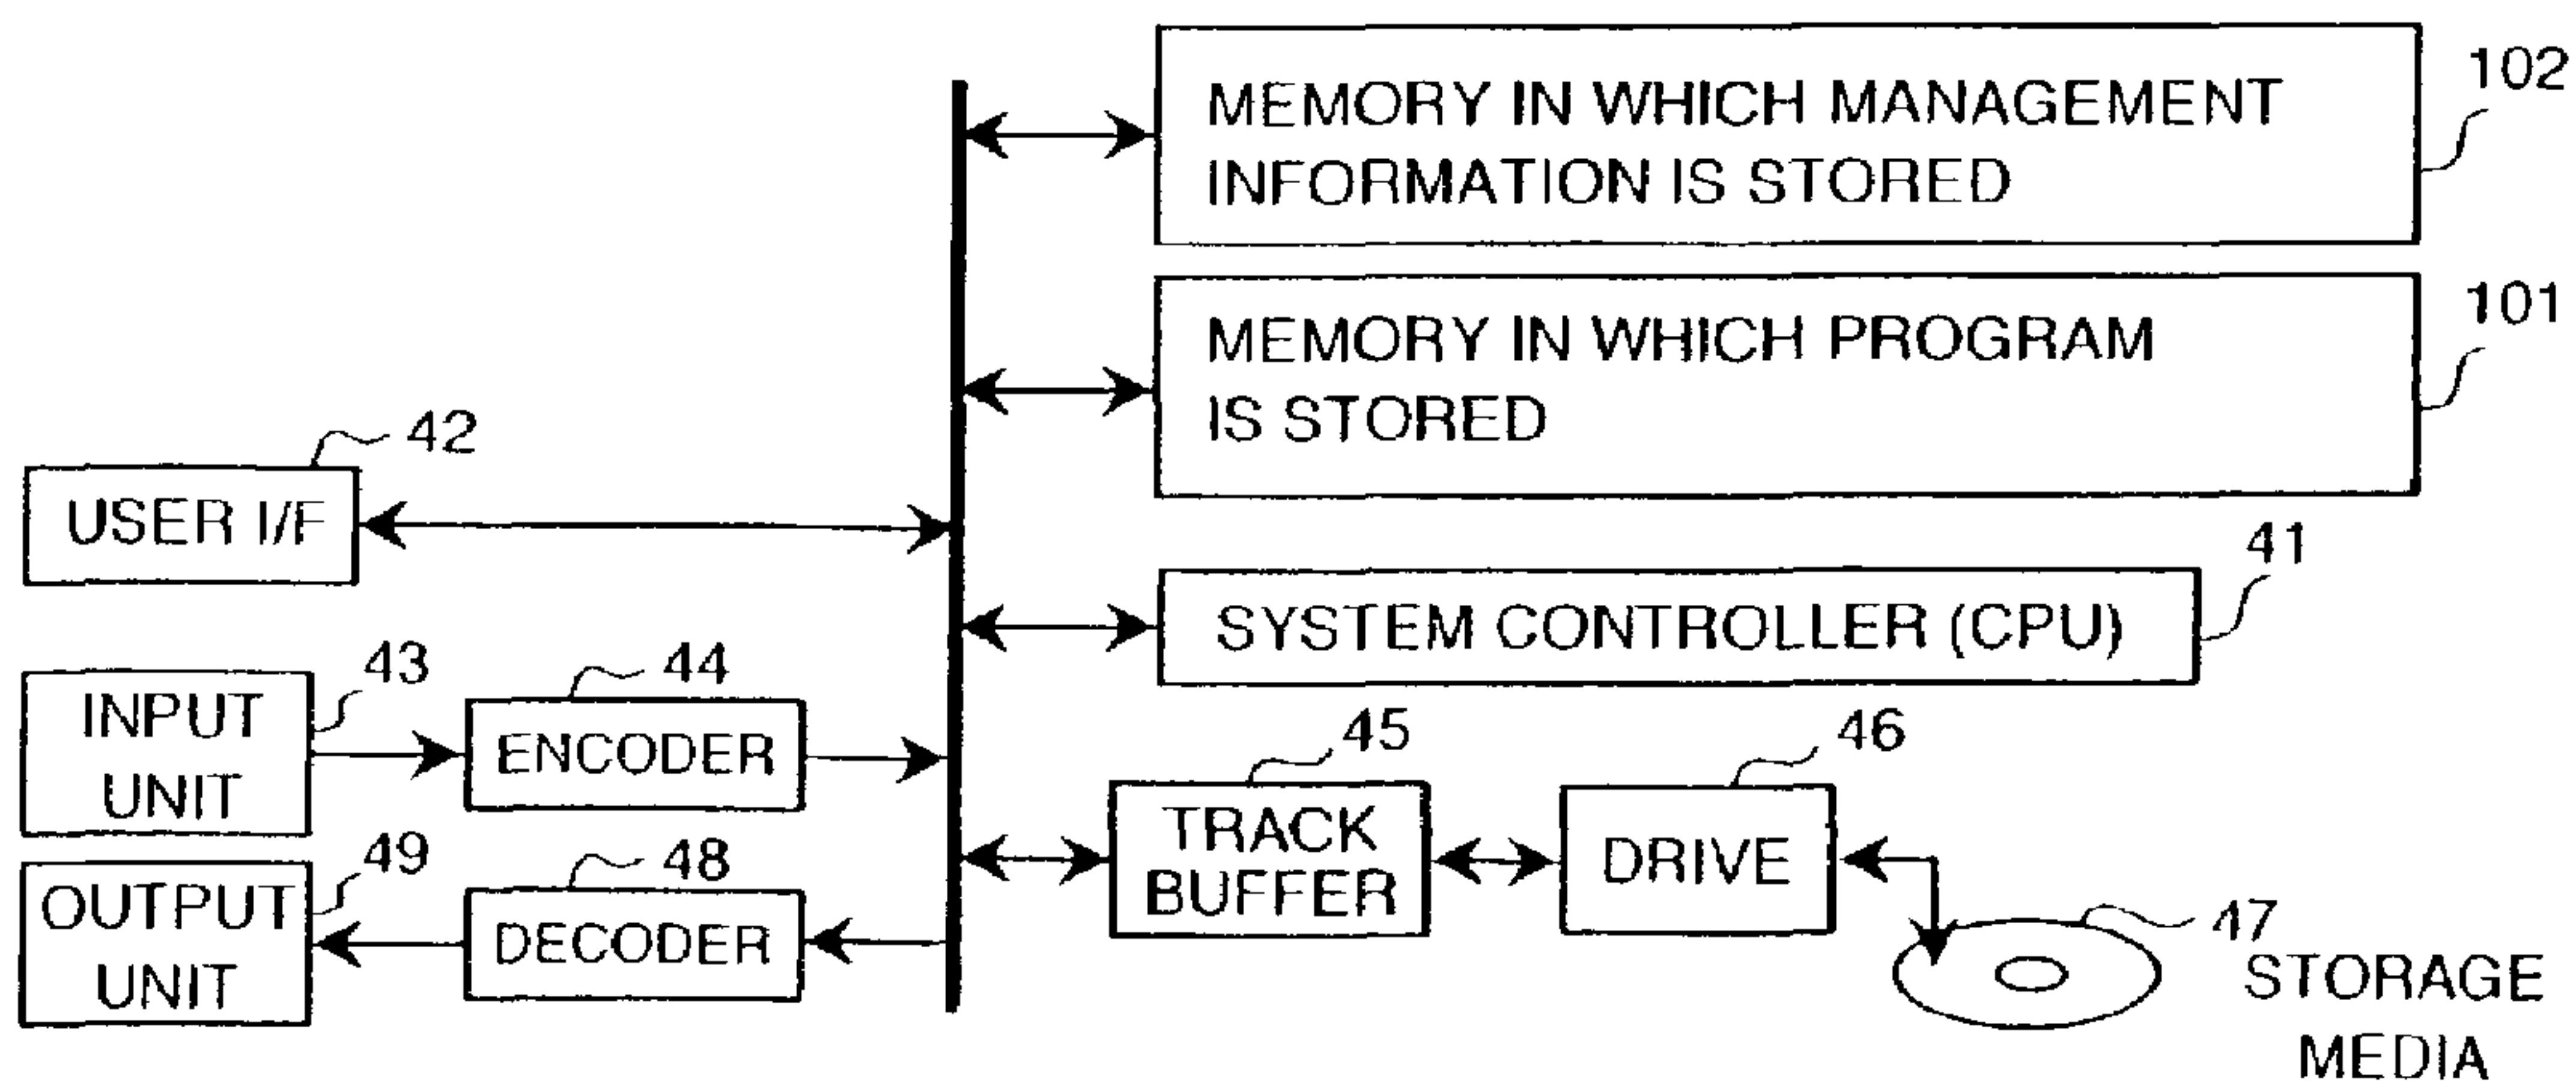 102
MEMORY IN WHICH MANAGEMENT
INFORMATION IS STORED
101
MEMORY IN WHICH PROGRAM
IS STORED
42
USER I/F
41
SYSTEM CONTROLLER (CPU)
43
INPUT
UNIT
44
ENCODER
45
TRACK
BUFFER
46
DRIVE
49
OUTPUT
UNIT
48
DECODER
47
STORAGE
MEDIA